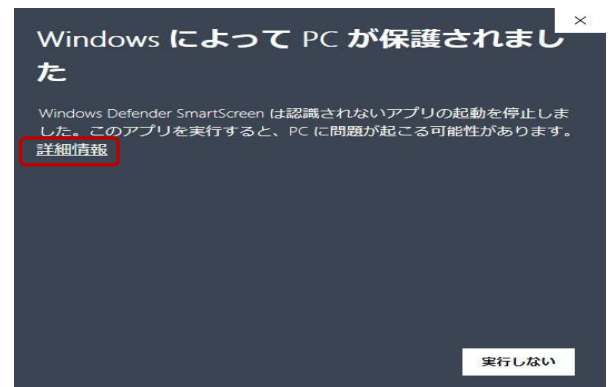 Windows によって PC が保護されまし
た
Windows Defender SmartScreen は認識されないアプリの起動を停止しま
した。このアプリを実行すると、PC に問題が起こる可能性があります。
詳細情報
実行しない